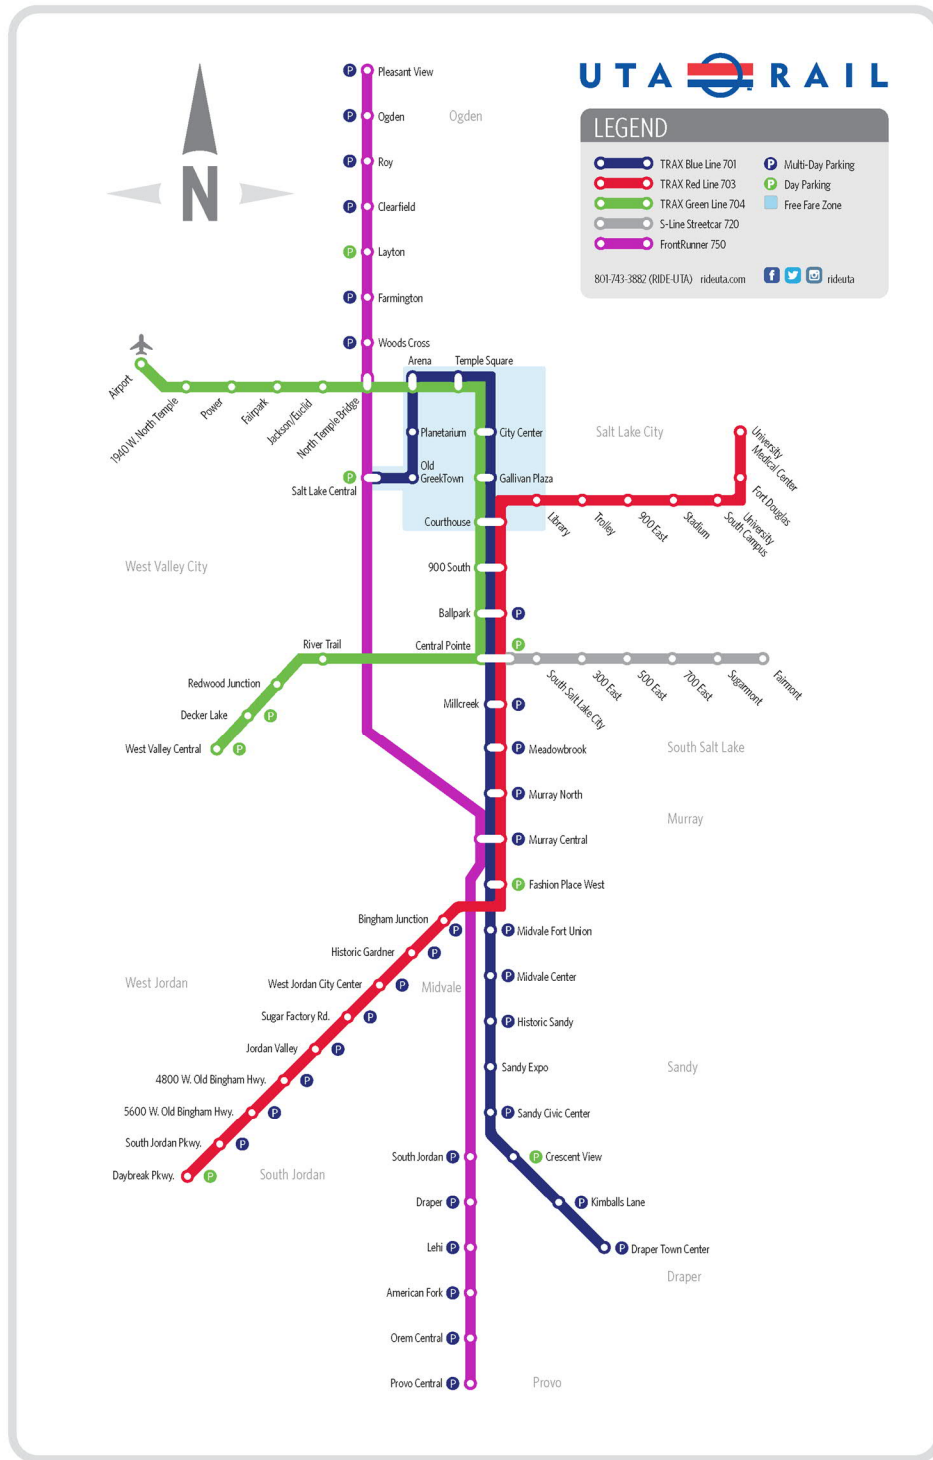 UTA RAIL
LEGEND
TRAX Blue Line 701
TRAX Red Line 703
TRAX Green Line 704
S-Line Streetcar 720
FrontRunner 750
P Multi-Day Parking
P Day Parking
Free Fare Zone
801-743-3882 (RIDE-UTA) rideuta.com
rideuta
N
P Pleasant View
P Ogden
Ogden
P Roy
P Clearfield
P Layton
P Farmington
P Woods Cross
Arena
Temple Square
Airport
1940 W. North Temple
Power
Fairpark
Jackson/Euclid
North Temple Bridge
Planetarium
City Center
Salt Lake City
Old
GreekTown
Gallivan Plaza
P
Salt Lake Central
Courthouse
Library
Trolley
900 East
Stadium
University
South Campus
Fort Douglas
University
Medical Center
900 South
West Valley City
Ballpark P
River Trail
Central Pointe P
Redwood Junction
Decker Lake P
West Valley Central P
South Salt Lake City
300 East
500 East
700 East
Sugarmont
Fairmont
Millcreek P
P Meadowbrook
South Salt Lake
P Murray North
Murray
P Murray Central
P Fashion Place West
Bingham Junction P
P Midvale Fort Union
Historic Gardner P
West Jordan
West Jordan City Center P
Midvale
P Midvale Center
Sugar Factory Rd. P
P Historic Sandy
Jordan Valley P
Sandy Expo
Sandy
4800 W. Old Bingham Hwy. P
5600 W. Old Bingham Hwy. P
P Sandy Civic Center
South Jordan Pkwy. P
South Jordan P
P Crescent View
Daybreak Pkwy. P
South Jordan
Draper P
P Kimballs Lane
Lehi P
P Draper Town Center
Draper
American Fork P
Orem Central P
Provo Central P
Provo